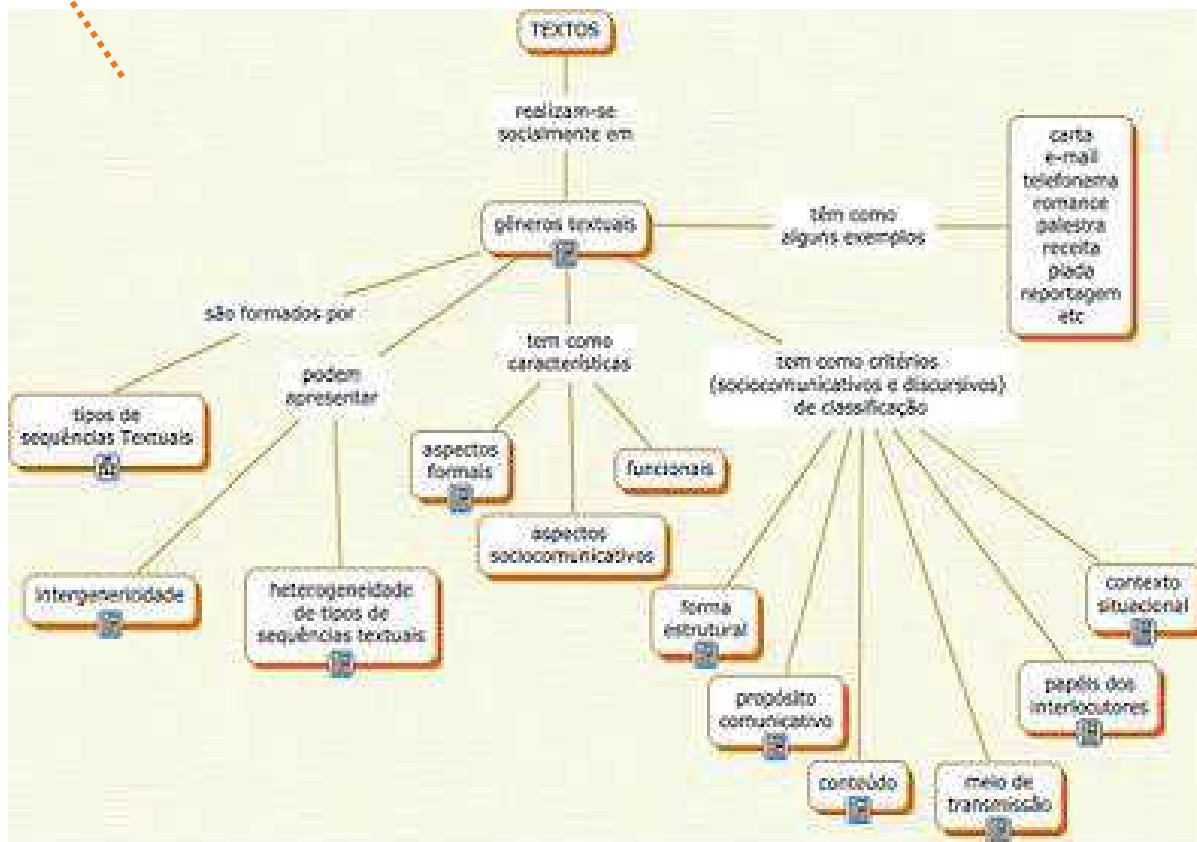 TEXTOS
realizam-se
socialmente em
gêneros textuais
têm como
alguns exemplos
carta
e-mail
telefonema
romance
palestra
receita
piada
reportagem
etc
são formados por
tipos de
sequências Textuais
podem
apresentar
intergenericidade
heterogeneidade
de tipos de
sequências textuais
tem como
características
aspectos
formais
aspectos
sociocomunicativos
funcionais
tem como critérios
(sociocomunicativos e discursivos)
de classificação
forma
estrutural
propósito
comunicativo
conteúdo
meio de
transmissão
papéis dos
interlocutores
contexto
situacional